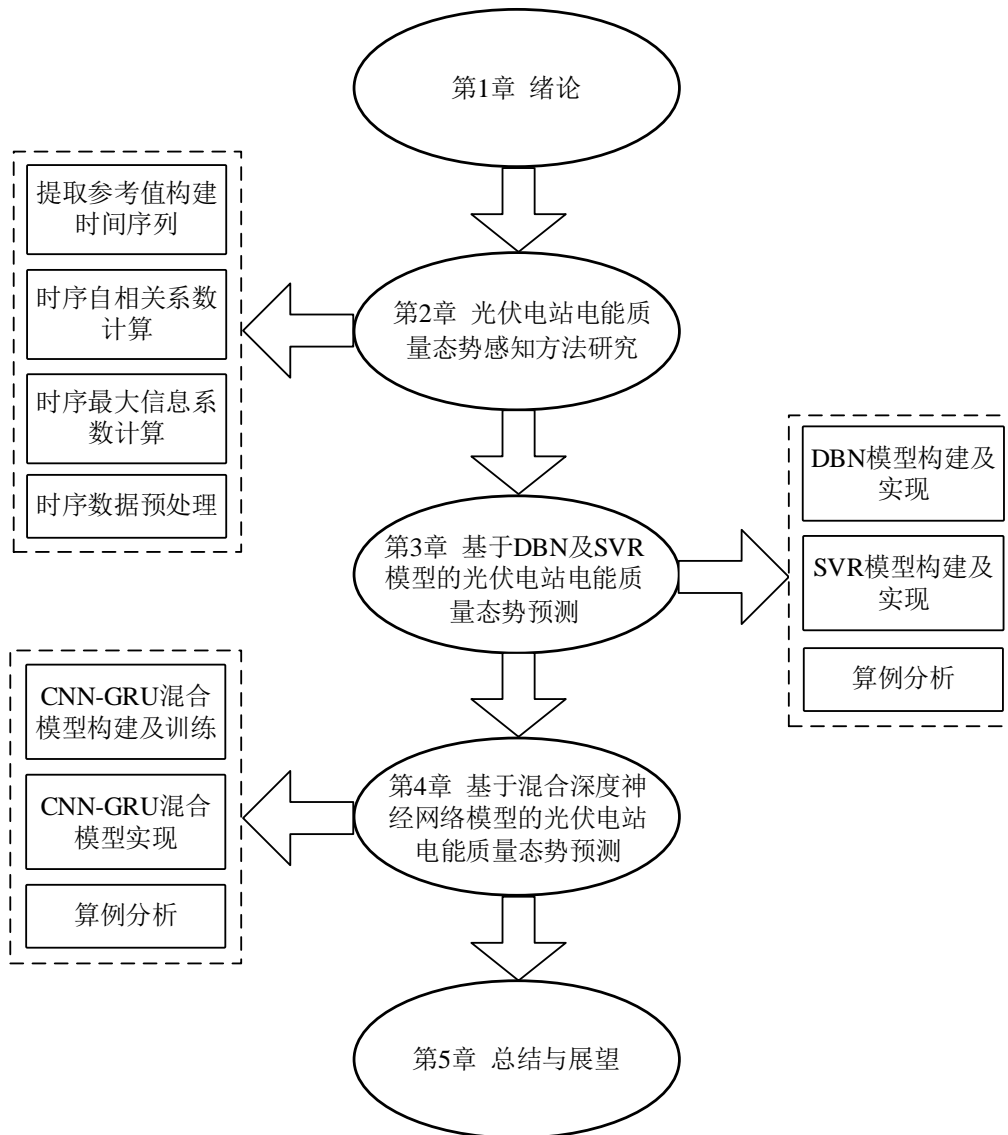 第1章 绪论
提取参考值构建
时间序列
时序自相关系数
计算
时序最大信息系
数计算
时序数据预处理
第2章 光伏电站电能质
量态势感知方法研究
DBN模型构建及
实现
SVR模型构建及
实现
算例分析
第3章 基于DBN及SVR
模型的光伏电站电能质
量态势预测
CNN-GRU混合
模型构建及训练
CNN-GRU混合
模型实现
算例分析
第4章 基于混合深度神
经网络模型的光伏电站
电能质量态势预测
第5章 总结与展望